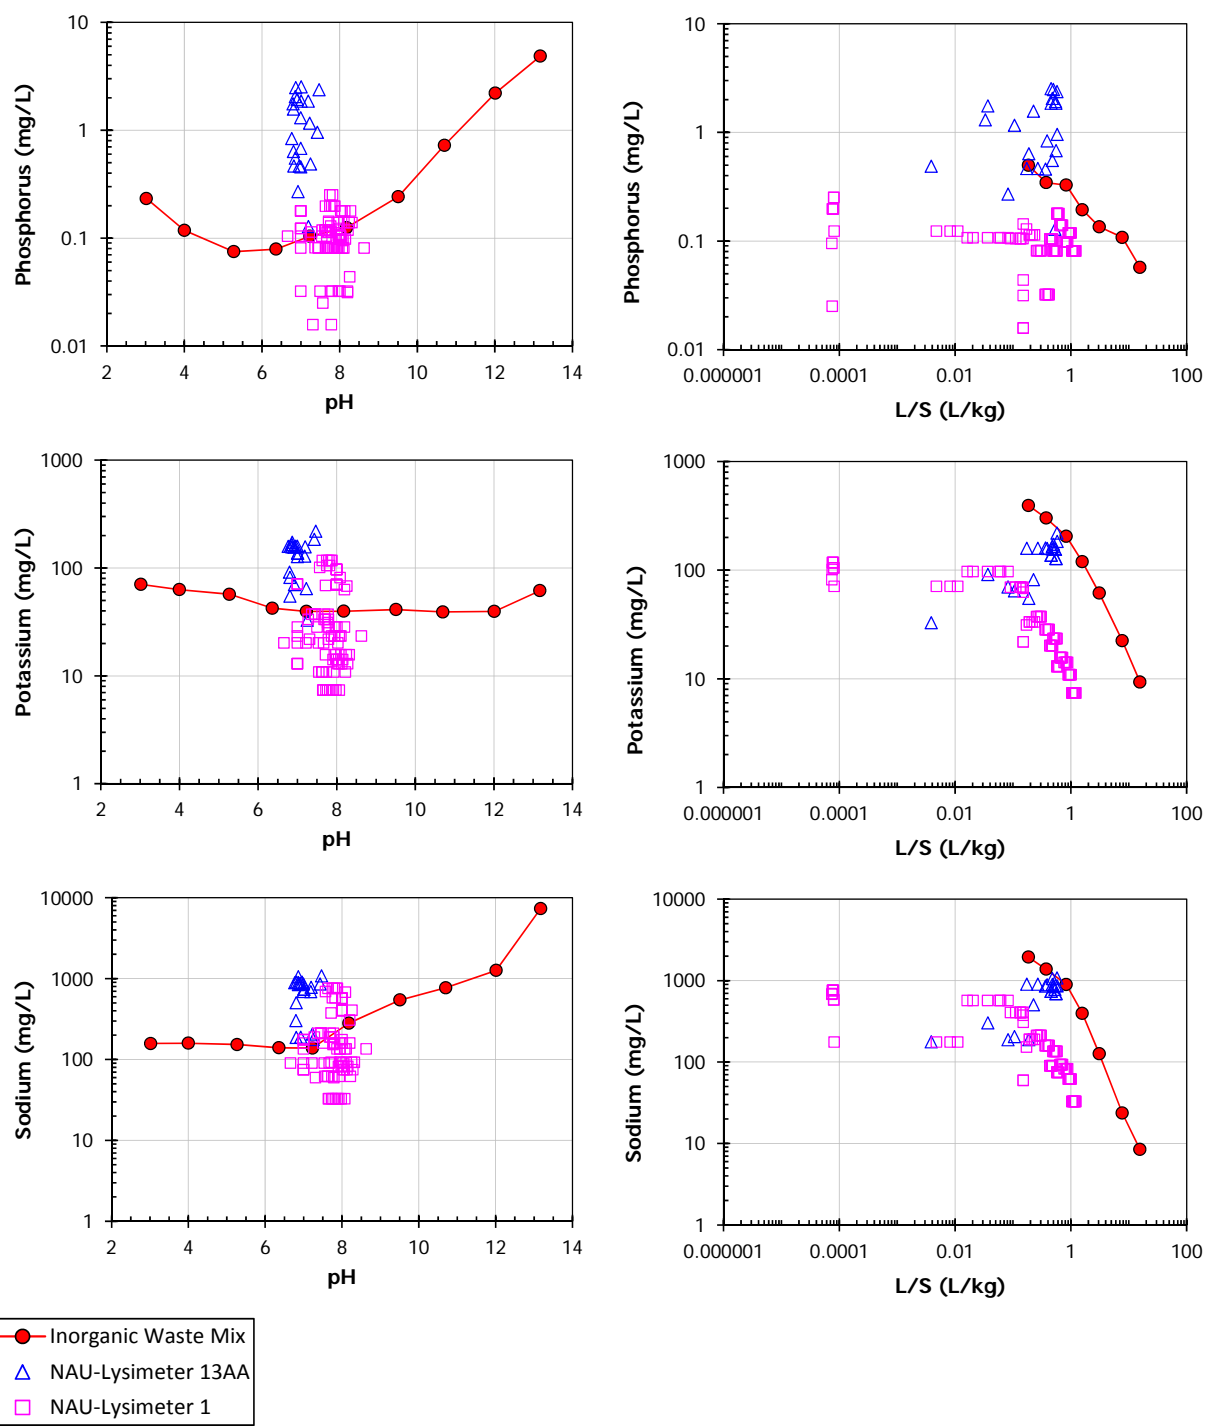 Phosphorus (mg/L)
10
1
0.1
0.01
2 4 6 8 10 12 14
pH
Phosphorus (mg/L)
10
1
0.1
0.01
0.000001 0.0001 0.01 1 100
L/S (L/kg)
Potassium (mg/L)
1000
100
10
1
2 4 6 8 10 12 14
pH
Potassium (mg/L)
1000
100
10
1
0.000001 0.0001 0.01 1 100
L/S (L/kg)
Sodium (mg/L)
10000
1000
100
10
1
2 4 6 8 10 12 14
pH
Sodium (mg/L)
10000
1000
100
10
1
0.000001 0.0001 0.01 1 100
L/S (L/kg)
Inorganic Waste Mix
NAU-Lysimeter 13AA
NAU-Lysimeter 1